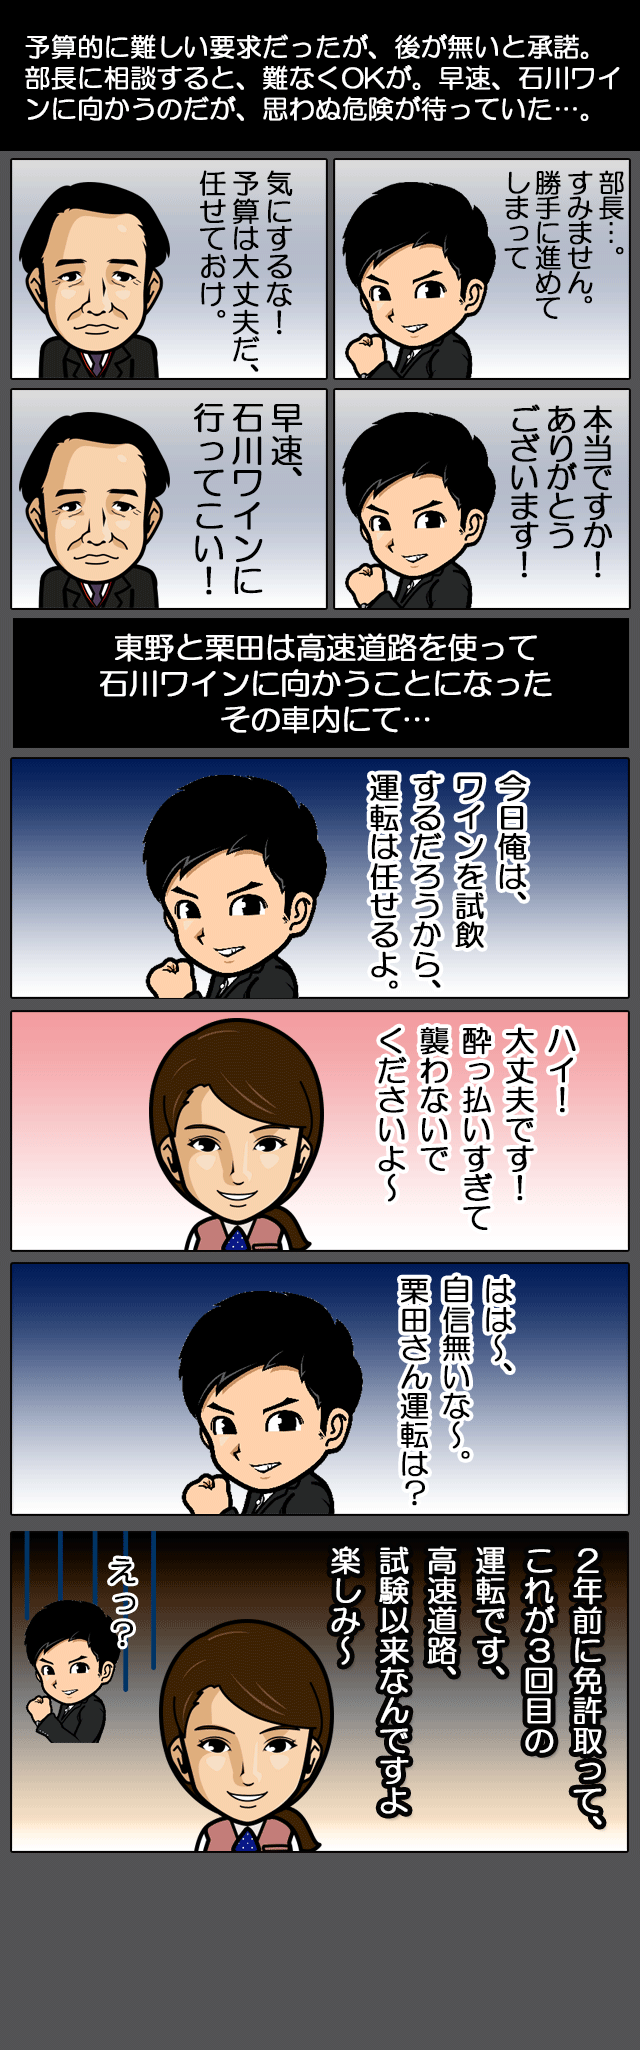 予算的に難しい要求だったが、後が無いと承諾。
部長に相談すると、難なくOKが。早速、石川ワイ
ンに向かうのだが、思わぬ危険が待っていた…。
部長…。
すみません。
勝手に進めて
しまって
気にするな！
予算は大丈夫だ、
任せておけ。
本当ですか！
ありがとう
ございます！
早速、
石川ワインに
行ってこい！
東野と栗田は高速道路を使って
石川ワインに向かうことになった
その車内にて…
今日俺は、
ワインを試飲
するだろうから、
運転は任せるよ。
ハイ！
大丈夫です！
酔っ払いすぎて
襲わないで
くださいよ～
はは～、
自信無いな～。
栗田さん運転は？
２年前に免許取って、
これが３回目の
運転です、
高速道路、
試験以来なんですよ
楽しみ～
えっ？